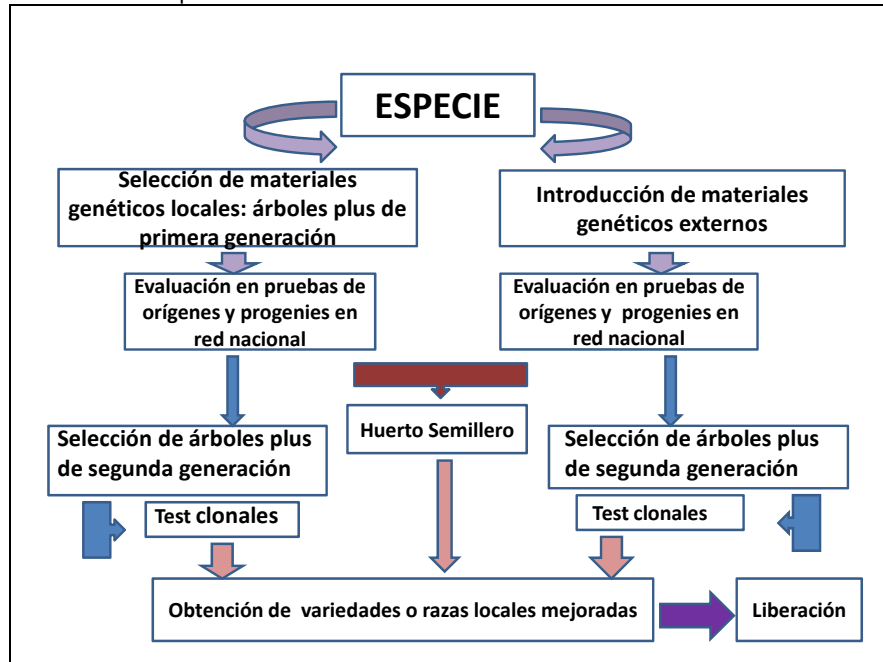 ESPECIE
Selección de materiales
genéticos locales: árboles plus de
primera generación
Introducción de materiales
genéticos externos
Evaluación en pruebas de
orígenes y progenies en
red nacional
Evaluación en pruebas de
orígenes y progenies en
red nacional
Selección de árboles plus
de segunda generación
Huerto Semillero
Selección de árboles plus
de segunda generación
Test clonales
Test clonales
Obtención de variedades o razas locales mejoradas
Liberación